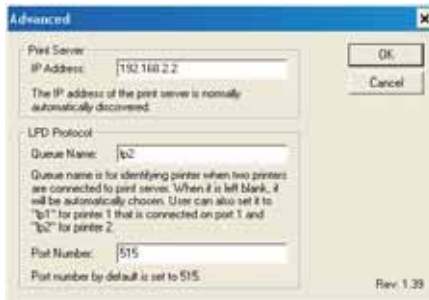 Advanced
Print Server
OK
IP Address: 192.168.2.2
Cancel
The IP address of the print server is normally
automatically discovered.
LPD Protocol
Queue Name: lp2
Queue name is for identifying printer when two printers
are connected to print server. When it is left blank, it
will be automatically chosen. User can also set it to
"lp1" for printer 1 that is connected on port 1 and
"lp2" for printer 2.
Port Number: 515
Port number by default is set to 515.
Rev: 1.39